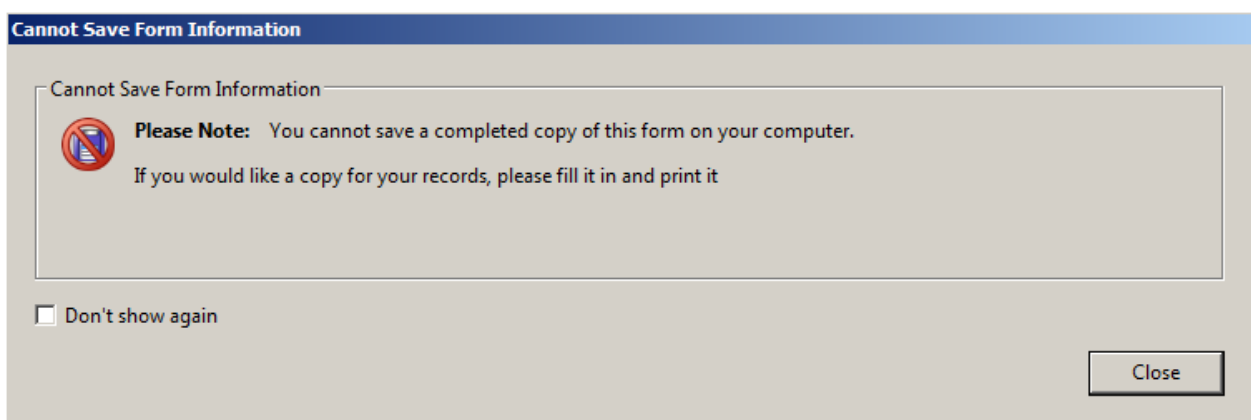 Cannot Save Form Information
Cannot Save Form Information
Please Note: You cannot save a completed copy of this form on your computer.
If you would like a copy for your records, please fill it in and print it
Don't show again
Close